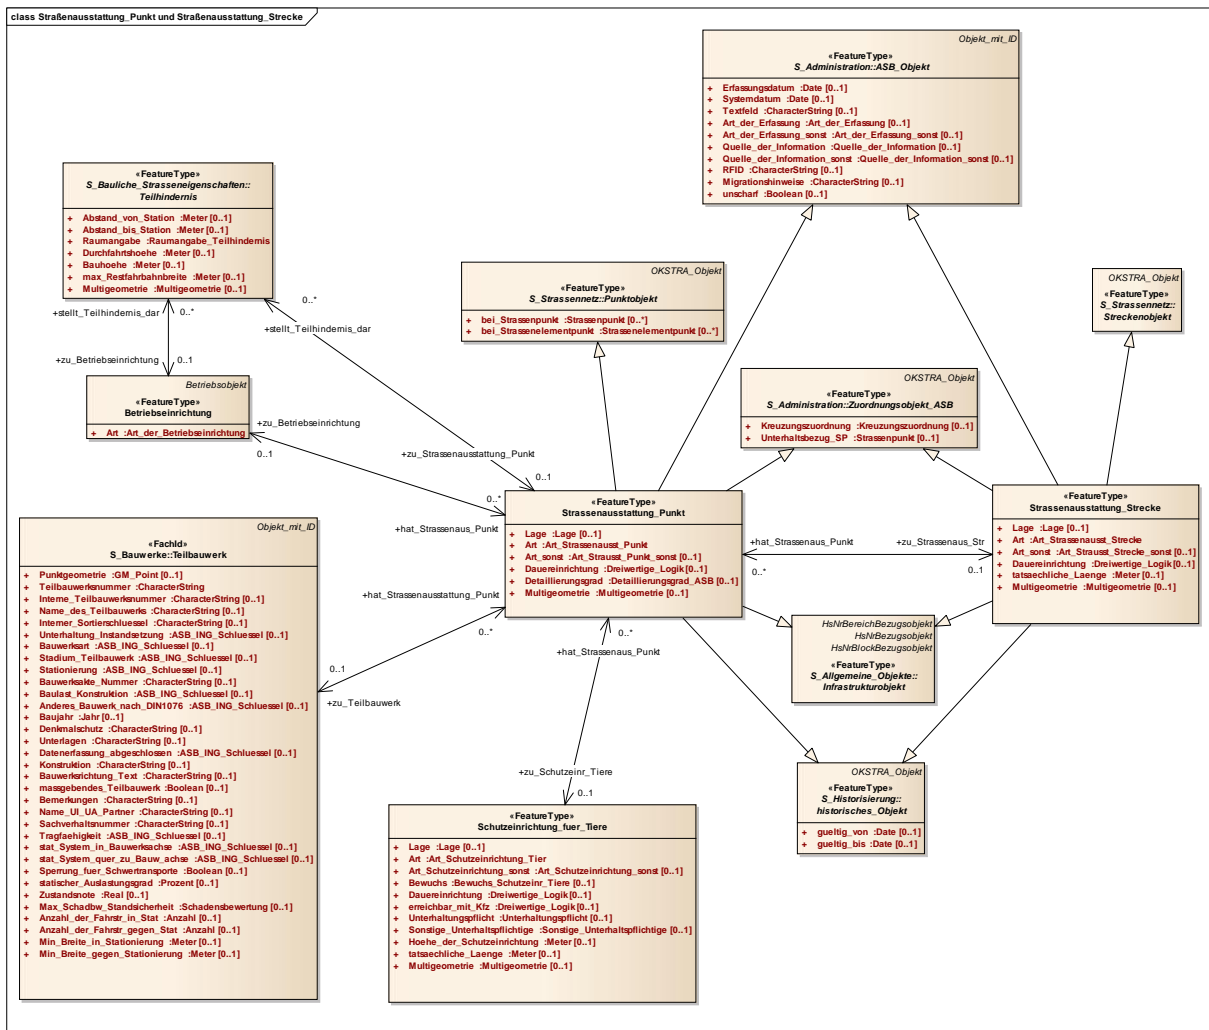 class Straßenausstattung_Punkt und Straßenausstattung_Strecke
Objekt_mit_ID
«FeatureType»
S_Administration::ASB_Objekt
+ Erfassungsdatum :Date [0..1]
+ Systemdatum :Date [0..1]
+ Textfeld :CharacterString [0..1]
+ Art_der_Erfassung :Art_der_Erfassung [0..1]
+ Art_der_Erfassung_sonst :Art_der_Erfassung_sonst [0..1]
+ Quelle_der_Information :Quelle_der_Information [0..1]
+ Quelle_der_Information_sonst :Quelle_der_Information_sonst [0..1]
+ RFID :CharacterString [0..1]
+ Migrationshinweise :CharacterString [0..1]
+ unscharf :Boolean [0..1]
«FeatureType»
S_Bauliche_Strasseneigenschaften::
Teilhindernis
+ Abstand_von_Station :Meter [0..1]
+ Abstand_bis_Station :Meter [0..1]
+ Raumangabe :Raumangabe_Teilhindernis
+ Durchfahrtshoehe :Meter [0..1]
+ Bauhoehe :Meter [0..1]
+ max_Restfahrbahnbreite :Meter [0..1]
+ Multigeometrie :Multigeometrie [0..1]
OKSTRA_Objekt
«FeatureType»
S_Strassennetz::Punktobjekt
+ bei_Strassenpunkt :Strassenpunkt [0..*]
+ bei_Strassenelementpunkt :Strassenelementpunkt [0..*]
OKSTRA_Objekt
«FeatureType»
S_Strassennetz::
Streckenobjekt
+stellt_Teilhindernis_dar
0..*
0..*
+stellt_Teilhindernis_dar
+zu_Betriebseinrichtung
0..1
Betriebsobjekt
«FeatureType»
Betriebseinrichtung
+ Art :Art_der_Betriebseinrichtung
OKSTRA_Objekt
«FeatureType»
S_Administration::Zuordnungsobjekt_ASB
+ Kreuzungszuordnung :Kreuzungszuordnung [0..1]
+ Unterhaltsbezug_SP :Strassenpunkt [0..1]
+zu_Betriebseinrichtung
0..1
+zu_Strassenausstattung_Punkt
0..1
0..*
+hat_Strassenaus_Punkt
«FeatureType»
Strassenausstattung_Punkt
+ Lage :Lage [0..1]
+ Art :Art_Strassenausst_Punkt
+ Art_sonst :Art_Strausst_Punkt_sonst [0..1]
+ Dauereinrichtung :Dreiwertige_Logik[0..1]
+ Detaillierungsgrad :Detaillierungsgrad_ASB [0..1]
+ Multigeometrie :Multigeometrie [0..1]
+hat_Strassenaus_Punkt
0..*
+zu_Strassenaus_Str
0..1
«FeatureType»
Strassenausstattung_Strecke
+ Lage :Lage [0..1]
+ Art :Art_Strassenausst_Strecke
+ Art_sonst :Art_Strausst_Strecke_sonst [0..1]
+ Dauereinrichtung :Dreiwertige_Logik[0..1]
+ tatsaechliche_Laenge :Meter [0..1]
+ Multigeometrie :Multigeometrie [0..1]
Objekt_mit_ID
«FachId»
S_Bauwerke::Teilbauwerk
+ Punktgeometrie :GM_Point [0..1]
+ Teilbauwerksnummer :CharacterString
+ Interne_Teilbauwerksnummer :CharacterString [0..1]
+ Name_des_Teilbauwerks :CharacterString [0..1]
+ Interner_Sortierschluessel :CharacterString [0..1]
+ Unterhaltung_Instandsetzung :ASB_ING_Schluessel [0..1]
+ Bauwerksart :ASB_ING_Schluessel [0..1]
+ Stadium_Teilbauwerk :ASB_ING_Schluessel [0..1]
+ Stationierung :ASB_ING_Schluessel [0..1]
+ Bauwerksakte_Nummer :CharacterString [0..1]
+ Baulast_Konstruktion :ASB_ING_Schluessel [0..1]
+ Anderes_Bauwerk_nach_DIN1076 :ASB_ING_Schluessel [0..1]
+ Baujahr :Jahr [0..1]
+ Denkmalschutz :CharacterString [0..1]
+ Unterlagen :CharacterString [0..1]
+ Datenerfassung_abgeschlossen :ASB_ING_Schluessel [0..1]
+ Konstruktion :CharacterString [0..1]
+ Bauwerksrichtung_Text :CharacterString [0..1]
+ massgebendes_Teilbauwerk :Boolean [0..1]
+ Bemerkungen :CharacterString [0..1]
+ Name_UI_UA_Partner :CharacterString [0..1]
+ Sachverhaltsnummer :CharacterString [0..1]
+ Tragfaehigkeit :ASB_ING_Schluessel [0..1]
+ stat_System_in_Bauwerksachse :ASB_ING_Schluessel [0..1]
+ stat_System_quer_zu_Bauw_achse :ASB_ING_Schluessel [0..1]
+ Sperrung_fuer_Schwertransporte :Boolean [0..1]
+ statischer_Auslastungsgrad :Prozent [0..1]
+ Zustandsnote :Real [0..1]
+ Max_Schadbw_Standsicherheit :Schadensbewertung [0..1]
+ Anzahl_der_Fahrstr_in_Stat :Anzahl [0..1]
+ Anzahl_der_Fahrstr_gegen_Stat :Anzahl [0..1]
+ Min_Breite_in_Stationierung :Meter [0..1]
+ Min_Breite_gegen_Stationierung :Meter [0..1]
+hat_Strassenausstattung_Punkt
0..*
0..1
+zu_Teilbauwerk
0..*
+hat_Strassenaus_Punkt
+zu_Schutzeinr_Tiere
0..1
HsNrBereichBezugsobjekt
HsNrBezugsobjekt
HsNrBlockBezugsobjekt
«FeatureType»
S_Allgemeine_Objekte::
Infrastrukturobjekt
OKSTRA_Objekt
«FeatureType»
S_Historisierung::
historisches_Objekt
+ gueltig_von :Date [0..1]
+ gueltig_bis :Date [0..1]
«FeatureType»
Schutzeinrichtung_fuer_Tiere
+ Lage :Lage [0..1]
+ Art :Art_Schutzeinrichtung_Tier
+ Art_Schutzeinrichtung_sonst :Art_Schutzeinrichtung_sonst [0..1]
+ Bewuchs :Bewuchs_Schutzeinr_Tiere [0..1]
+ Dauereinrichtung :Dreiwertige_Logik [0..1]
+ erreichbar_mit_Kfz :Dreiwertige_Logik[0..1]
+ Unterhaltungspflicht :Unterhaltungspflicht [0..1]
+ Sonstige_Unterhaltspflichtige :Sonstige_Unterhaltspflichtige [0..1]
+ Hoehe_der_Schutzeinrichtung :Meter [0..1]
+ tatsaechliche_Laenge :Meter [0..1]
+ Multigeometrie :Multigeometrie [0..1]